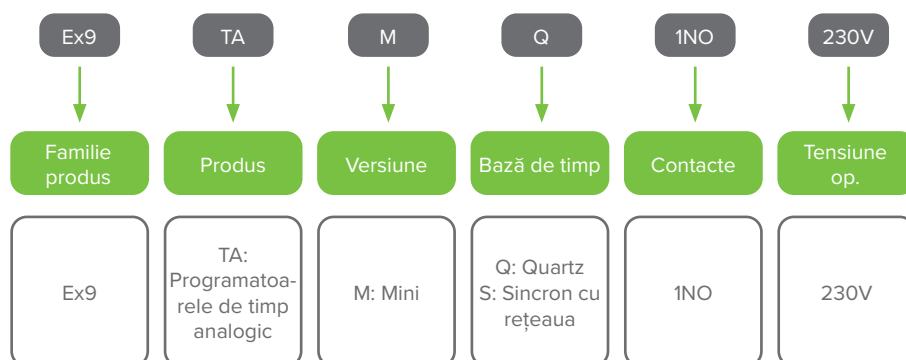 Ex9 TA M Q 1NO 230V
Familie
produs
Produs
Versiune
Bază de timp
Contacte
Tensiune
op.
Ex9
TA:
Programatoa-
rele de timp
analogic
M: Mini
Q: Quartz
S: Sincron cu
rețeaua
1NO
230V